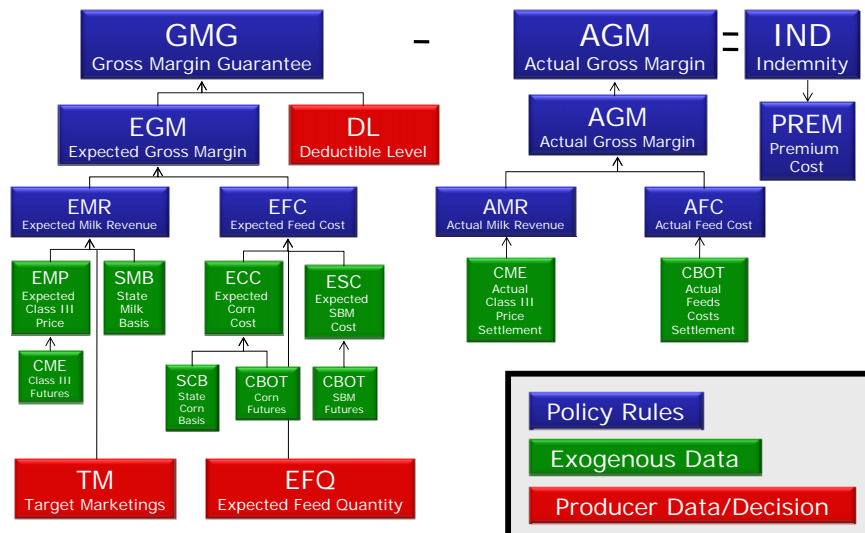 GMG
Gross Margin Guarantee
–
AGM
Actual Gross Margin
=
IND
Indemnity
EGM
Expected Gross Margin
DL
Deductible Level
AGM
Actual Gross Margin
PREM
Premium
Cost
EMR
Expected Milk Revenue
EFC
Expected Feed Cost
AMR
Actual Milk Revenue
AFC
Actual Feed Cost
EMP
Expected
Class III
Price
SMB
State
Milk
Basis
ECC
Expected
Corn
Cost
ESC
Expected
SBM
Cost
CME
Actual
Class III
Price
Settlement
CBOT
Actual
Feeds
Costs
Settlement
CME
Class III
Futures
SCB
State
Corn
Basis
CBOT
Corn
Futures
CBOT
SBM
Futures
TM
Target Marketings
EFQ
Expected Feed Quantity
Policy Rules
Exogenous Data
Producer Data/Decision